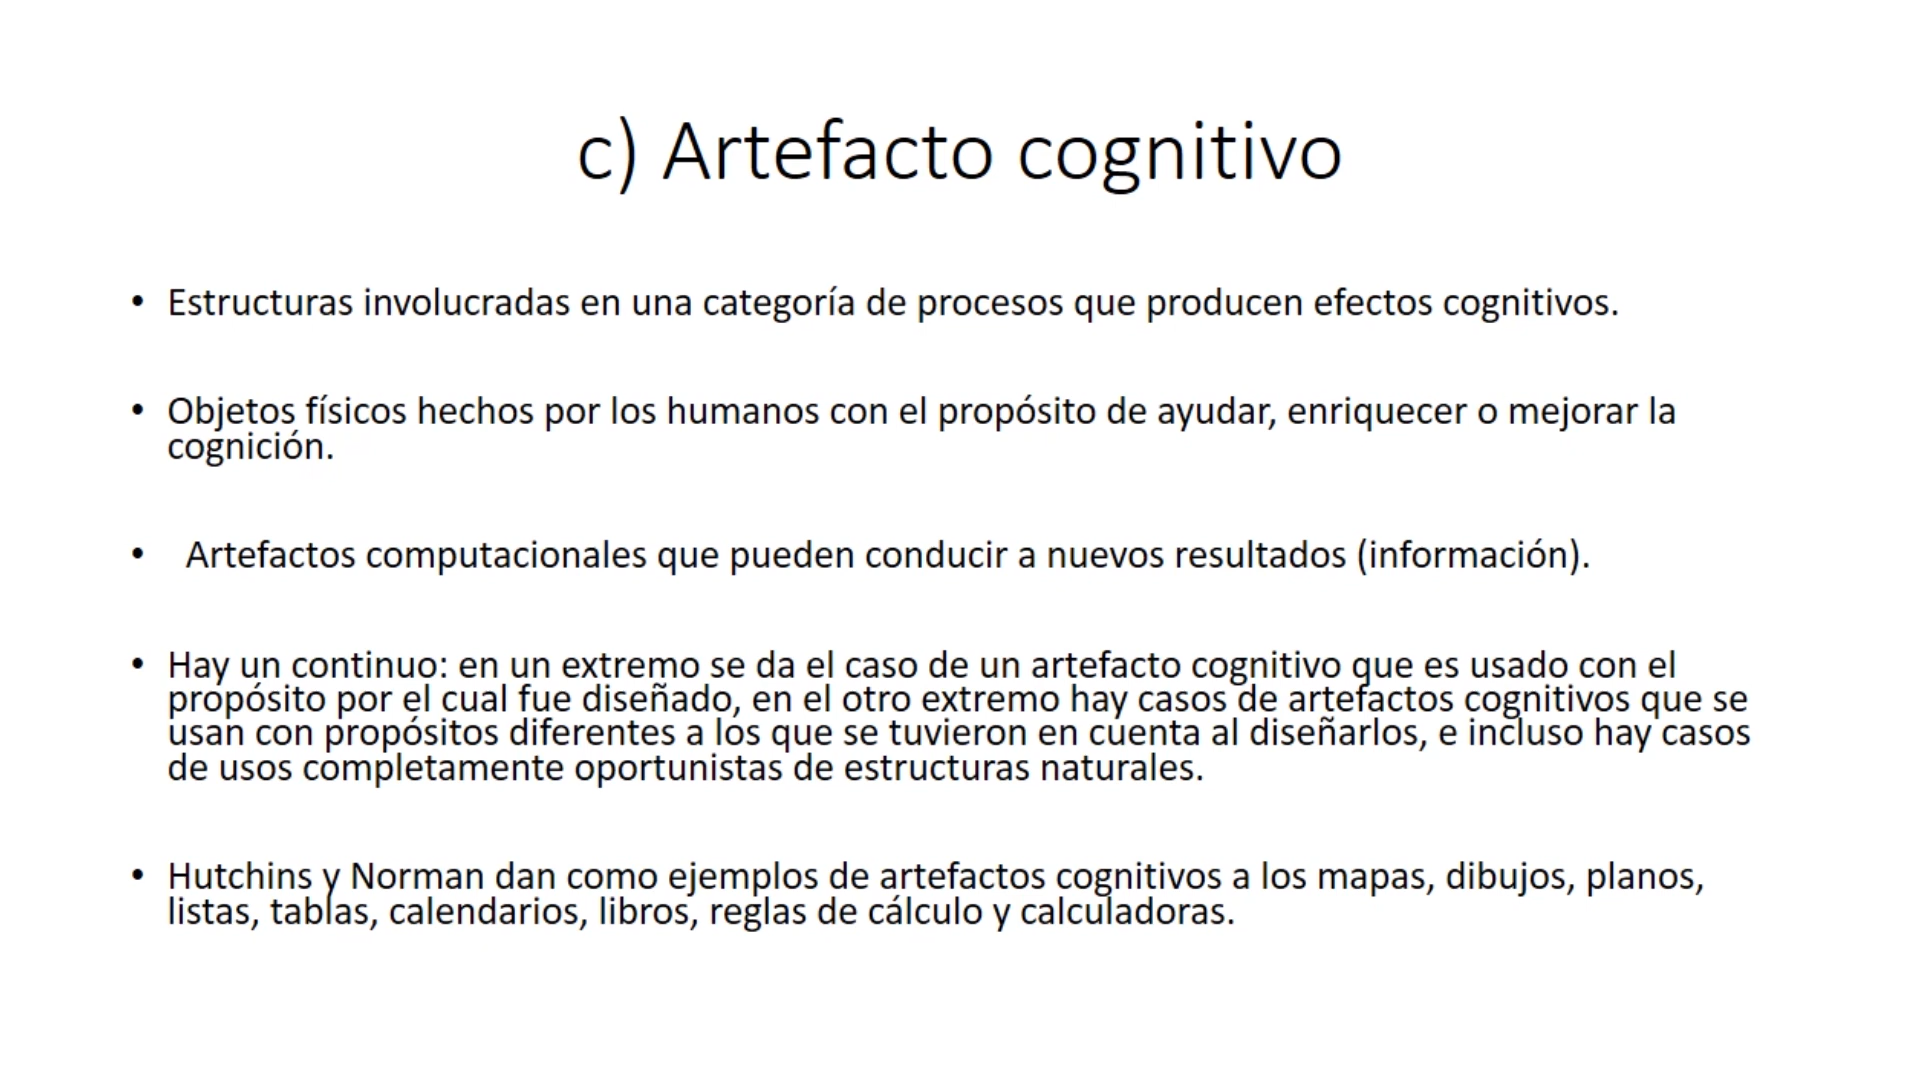 c) Artefacto cognitivo
• Estructuras involucradas en una categoría de procesos que producen efectos cognitivos.
• Objetos físicos hechos por los humanos con el propósito de ayudar, enriquecer o mejorar la
cognición.
• Artefactos computacionales que pueden conducir a nuevos resultados (información).
• Hay un continuo: en un extremo se da el caso de un artefacto cognitivo que es usado con el
propósito por el cual fue diseñado, en el otro extremo hay casos de artefactos cognitivos que se
usan con propósitos diferentes a los que se tuvieron en cuenta al diseñarlos, e incluso hay casos
de usos completamente oportunistas de estructuras naturales.
• Hutchins y Norman dan como ejemplos de artefactos cognitivos a los mapas, dibujos, planos,
listas, tablas, calendarios, libros, reglas de cálculo y calculadoras.